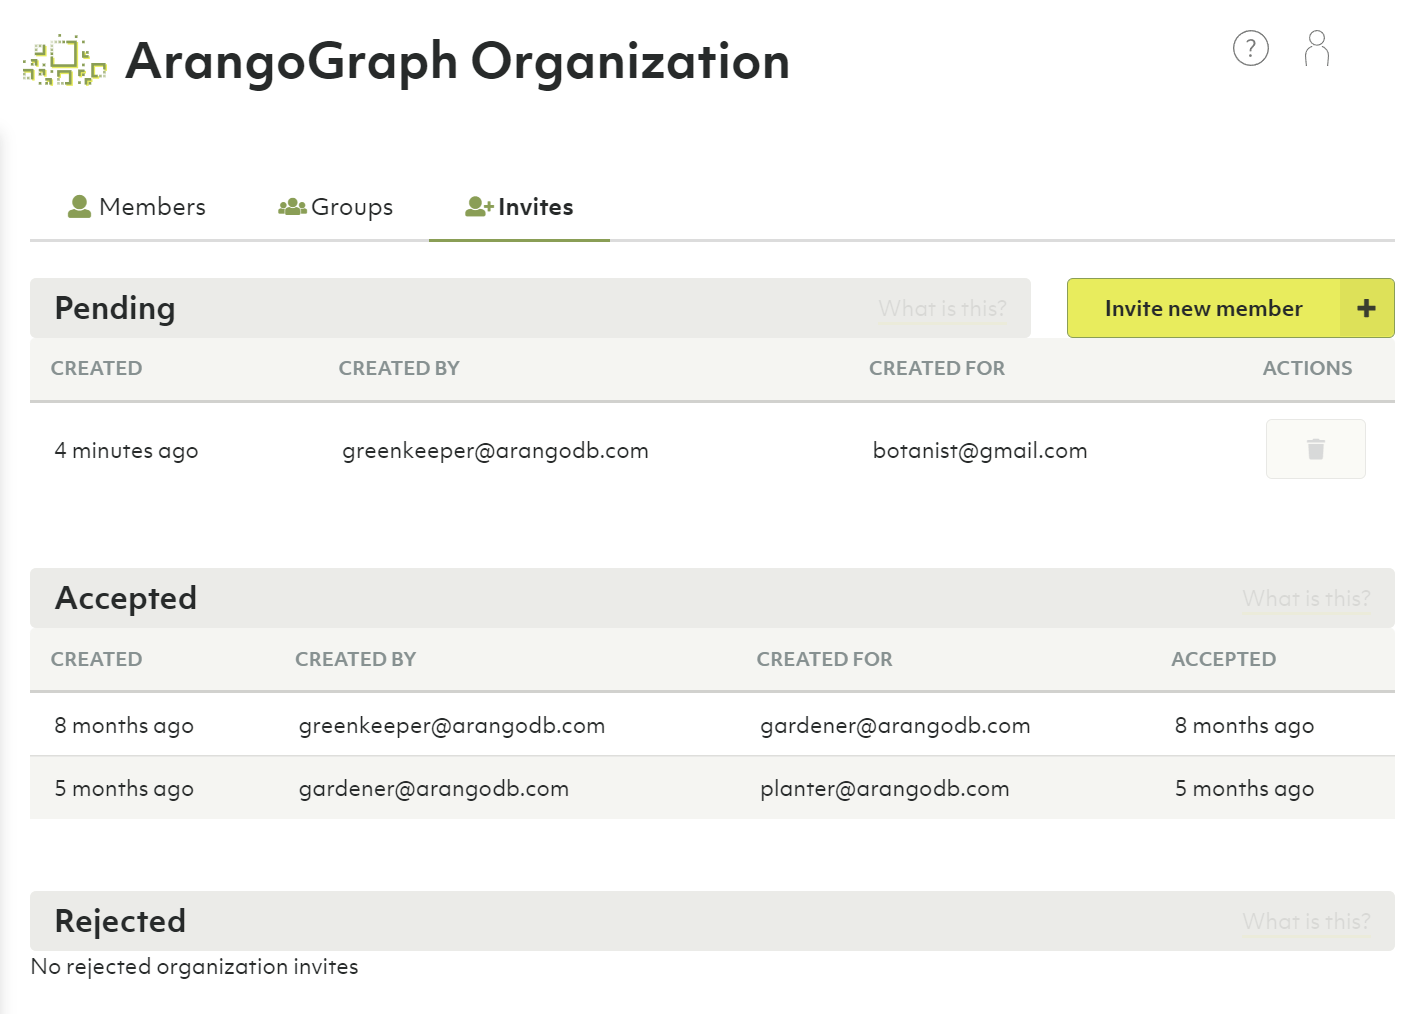 ArangoGraph Organization
?
Members Groups Invites
Pending What is this? Invite new member +
CREATED CREATED BY CREATED FOR ACTIONS
4 minutes ago greenkeeper@arangodb.com botanist@gmail.com
Accepted What is this?
CREATED CREATED BY CREATED FOR ACCEPTED
8 months ago greenkeeper@arangodb.com gardener@arangodb.com 8 months ago
5 months ago gardener@arangodb.com planter@arangodb.com 5 months ago
Rejected What is this?
No rejected organization invites